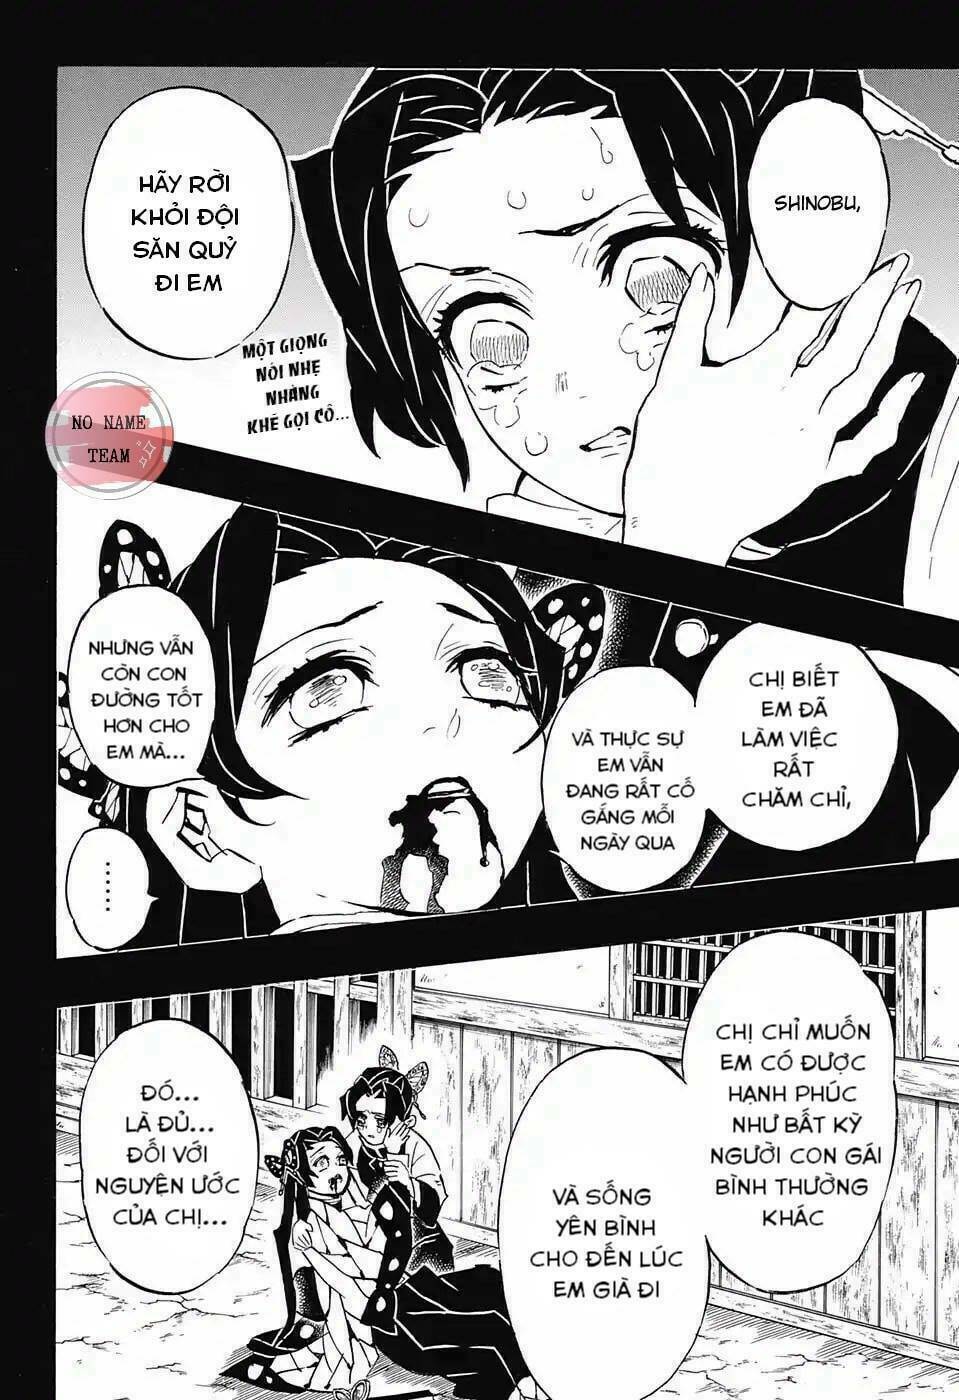 SHINOBU,
HÃY RỜI
KHỎI ĐỘI
SĂN QUỶ
ĐI EM
MỘT GIỌNG
NÓI NHẸ
NHÀNG
KHẼ GỌI CÔ...
NO NAME
TEAM
CHỊ BIẾT
EM ĐÃ
LÀM VIỆC
RẤT
CHĂM CHỈ,
VÀ THỰC SỰ
EM VẪN
ĐANG RẤT CỐ
GẮNG MỖI
NGÀY QUA
NHƯNG VẪN
CÒN CON
ĐƯỜNG TỐT
HƠN CHO
EM MÀ...
......
CHỊ CHỈ MUỐN
EM CÓ ĐƯỢC
HẠNH PHÚC
NHƯ BẤT KỲ
NGƯỜI CON GÁI
BÌNH THƯỜNG
KHÁC
VÀ SỐNG
YÊN BÌNH
CHO ĐẾN LÚC
EM GIÀ ĐI
ĐÓ...
LÀ ĐỦ...
ĐỐI VỚI
NGUYỆN ƯỚC
CỦA CHỊ...